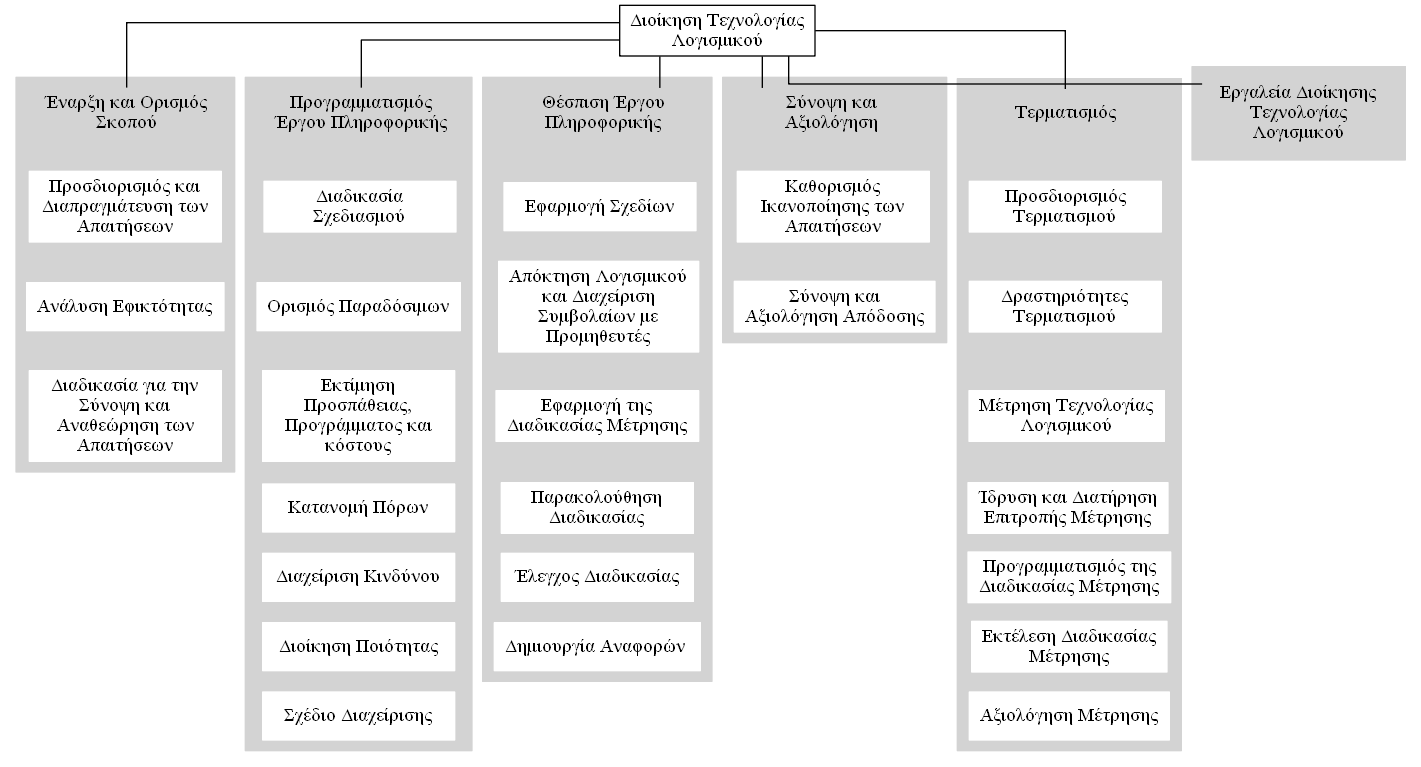 Διοίκηση Τεχνολογίας
Λογισμικού
Έναρξη και Ορισμός
Σκοπού
Προσδιορισμός και
Διαπραγμάτευση των
Απαιτήσεων
Ανάλυση Εφικτότητας
Διαδικασία για την
Σύνοψη και
Αναθεώρηση των
Απαιτήσεων
Προγραμματισμός
Έργου Πληροφορικής
Διαδικασία
Σχεδιασμού
Ορισμός Παραδόσιμων
Εκτίμηση
Προσπάθειας,
Προγράμματος και
κόστους
Κατανομή Πόρων
Διαχείριση Κινδύνου
Διοίκηση Ποιότητας
Σχέδιο Διαχείρισης
Θέσπιση Έργου
Πληροφορικής
Εφαρμογή Σχεδίων
Απόκτηση Λογισμικού
και Διαχείριση
Συμβολαίων με
Προμηθευτές
Εφαρμογή της
Διαδικασίας Μέτρησης
Παρακολούθηση
Διαδικασίας
Έλεγχος Διαδικασίας
Δημιουργία Αναφορών
Σύνοψη και
Αξιολόγηση
Καθορισμός
Ικανοποίησης των
Απαιτήσεων
Σύνοψη και
Αξιολόγηση Απόδοσης
Τερματισμός
Προσδιορισμός
Τερματισμού
Δραστηριότητες
Τερματισμού
Μέτρηση Τεχνολογίας
Λογισμικού
Ίδρυση και Διατήρηση
Επιτροπής Μέτρησης
Προγραμματισμός της
Διαδικασίας Μέτρησης
Εκτέλεση Διαδικασίας
Μέτρησης
Αξιολόγηση Μέτρησης
Εργαλεία Διοίκησης
Τεχνολογίας
Λογισμικού